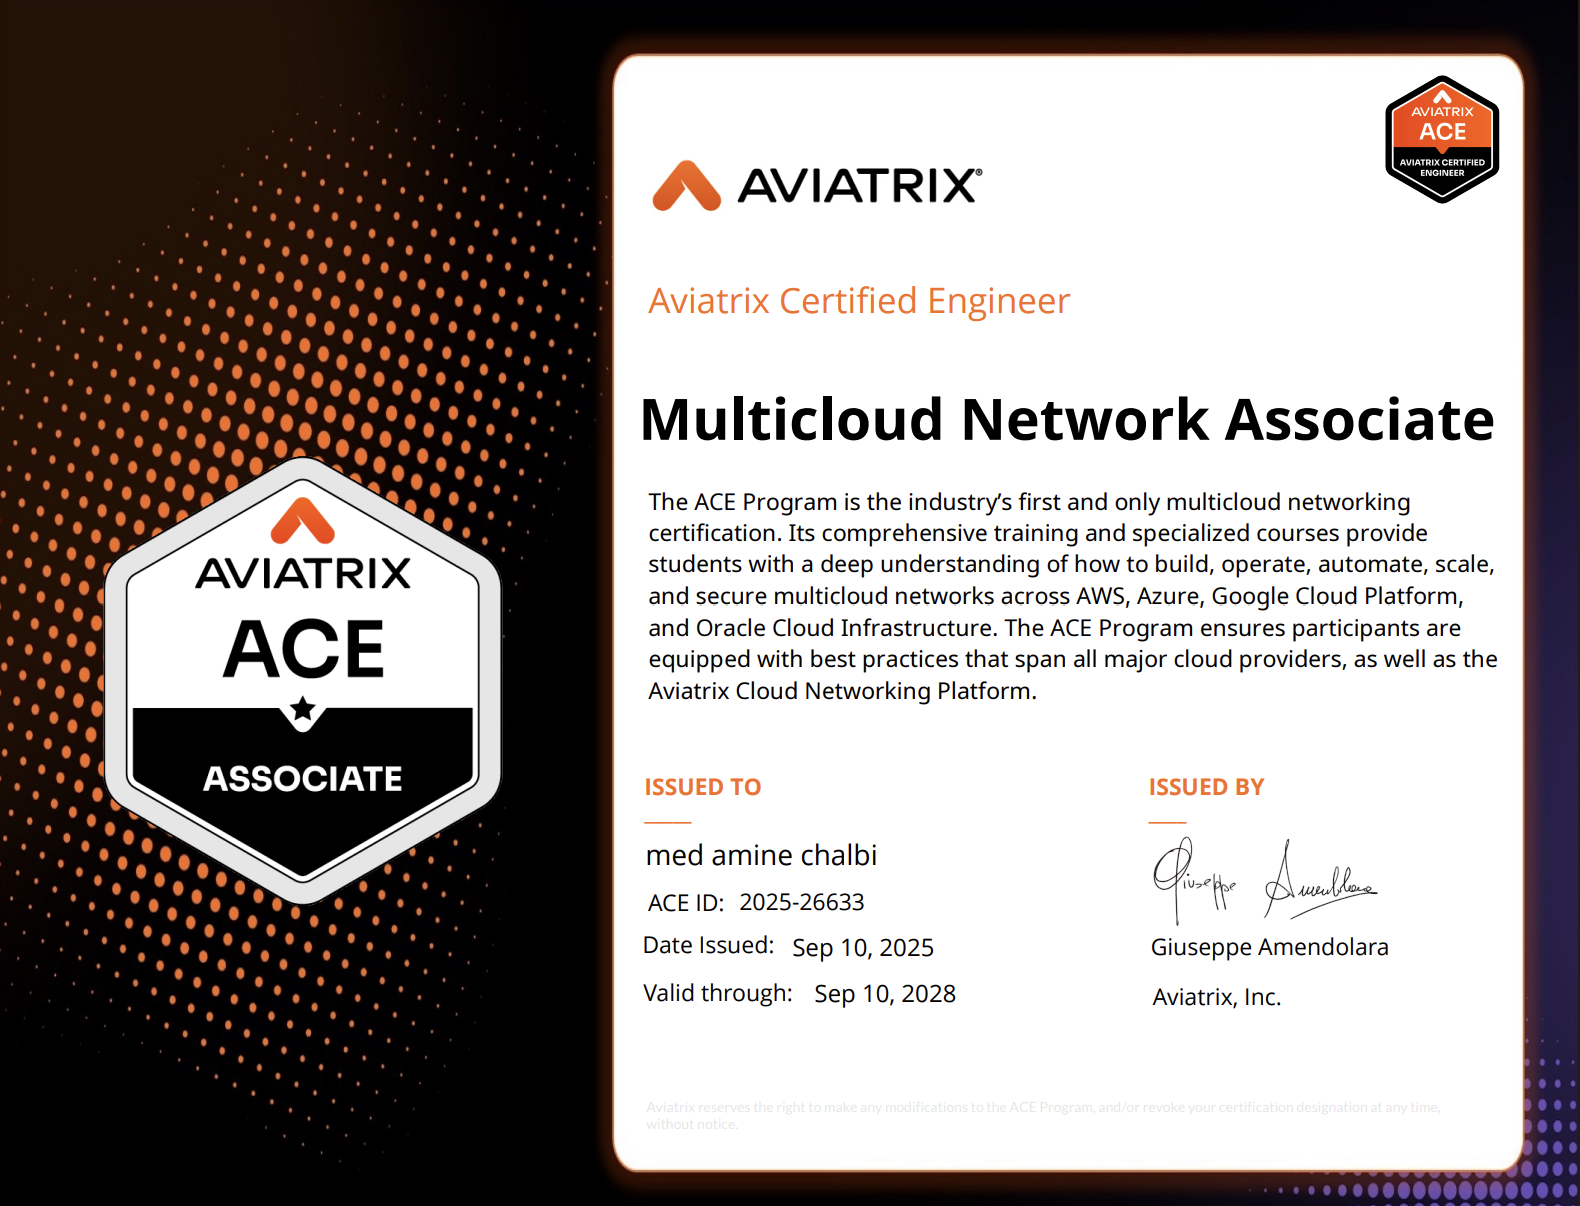 AVIATRIX
ACE
AVIATRIX CERTIFIED
ENGINEER
AVIATRIX®
Aviatrix Certified Engineer
Multicloud Network Associate
The ACE Program is the industry’s first and only multicloud networking
certification. Its comprehensive training and specialized courses provide
students with a deep understanding of how to build, operate, automate, scale,
and secure multicloud networks across AWS, Azure, Google Cloud Platform,
and Oracle Cloud Infrastructure. The ACE Program ensures participants are
equipped with best practices that span all major cloud providers, as well as the
Aviatrix Cloud Networking Platform.
AVIATRIX
ACE
ASSOCIATE
ISSUED TO
med amine chalbi
ACE ID: 2025-26633
Date Issued: Sep 10, 2025
Valid through: Sep 10, 2028
ISSUED BY
Giuseppe Amendolara
Giuseppe Amendolara
Aviatrix, Inc.
Aviatrix reserves the right to make any modifications to the ACE Program, and/or revoke your certification designation at any time,
without notice.